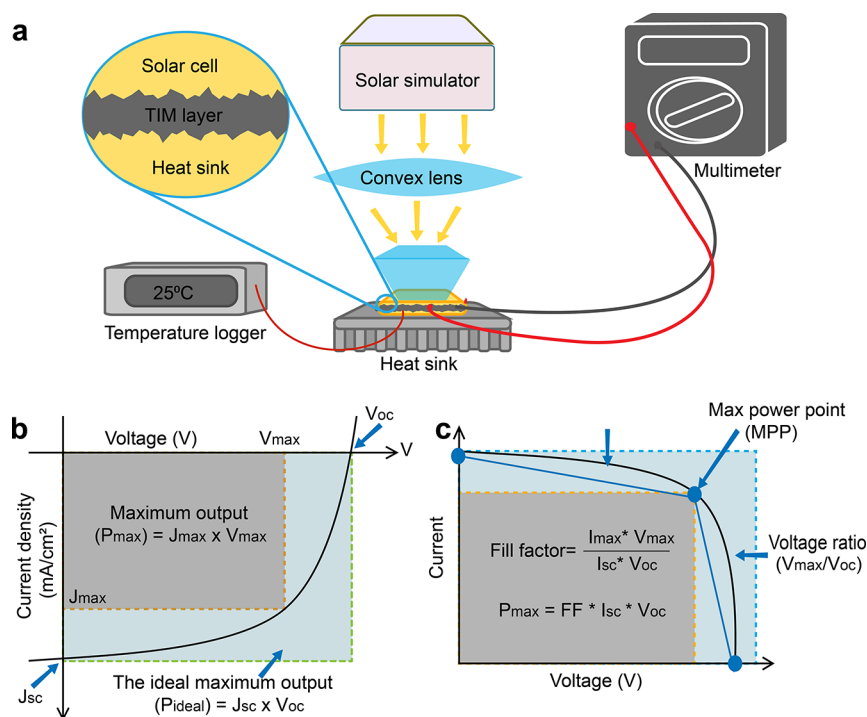 a
Solar cell
TIM layer
Heat sink
Solar simulator
Convex lens
Multimeter
25ºC
Temperature logger
Heat sink
b
Voltage (V)
Vmax
Voc
V
Current density
(mA/cm²)
Maximum output
(Pmax) = Jmax x Vmax
Jmax
Jsc
The ideal maximum output
(Pideal) = Jsc x Voc
c
Max power point
(MPP)
Current
Fill factor= Imax* Vmax
Isc* Voc
Pmax = FF * Isc * Voc
Voltage ratio
(Vmax/Voc)
Voltage (V)